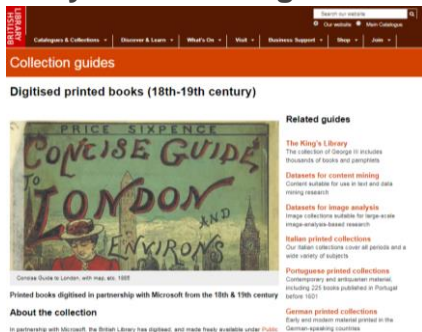 BRITISH
LIBRARY
Search our website
Our website
Main Catalogue
Catalogues & Collections
Discover & Learn
What's On
Visit
Business Support
Shop
Join
Collection guides
Digitised printed books (18th-19th century)
PRICE SIXPENCE
CONCISE GUIDE
TO
LONDON
AND
ENVIRONS
Concise Guide to London, with map, etc, 1885
Printed books digitised in partnership with Microsoft from the 18th & 19th century
About the collection
In partnership with Microsoft, the British Library has digitised, and made freely available under Public
Related guides
The King's Library
The collection of George III includes
thousands of books and pamphlets
Datasets for content mining
Content suitable for use in text and data
mining research
Datasets for image analysis
Image collections suitable for large-scale
image-analysis-based research
Italian printed collections
Our Italian collections cover all periods and a
wide variety of subjects
Portuguese printed collections
Contemporary and antiquarian material,
including 225 books published in Portugal
before 1601
German printed collections
Early and modern material printed in the
German-speaking countries